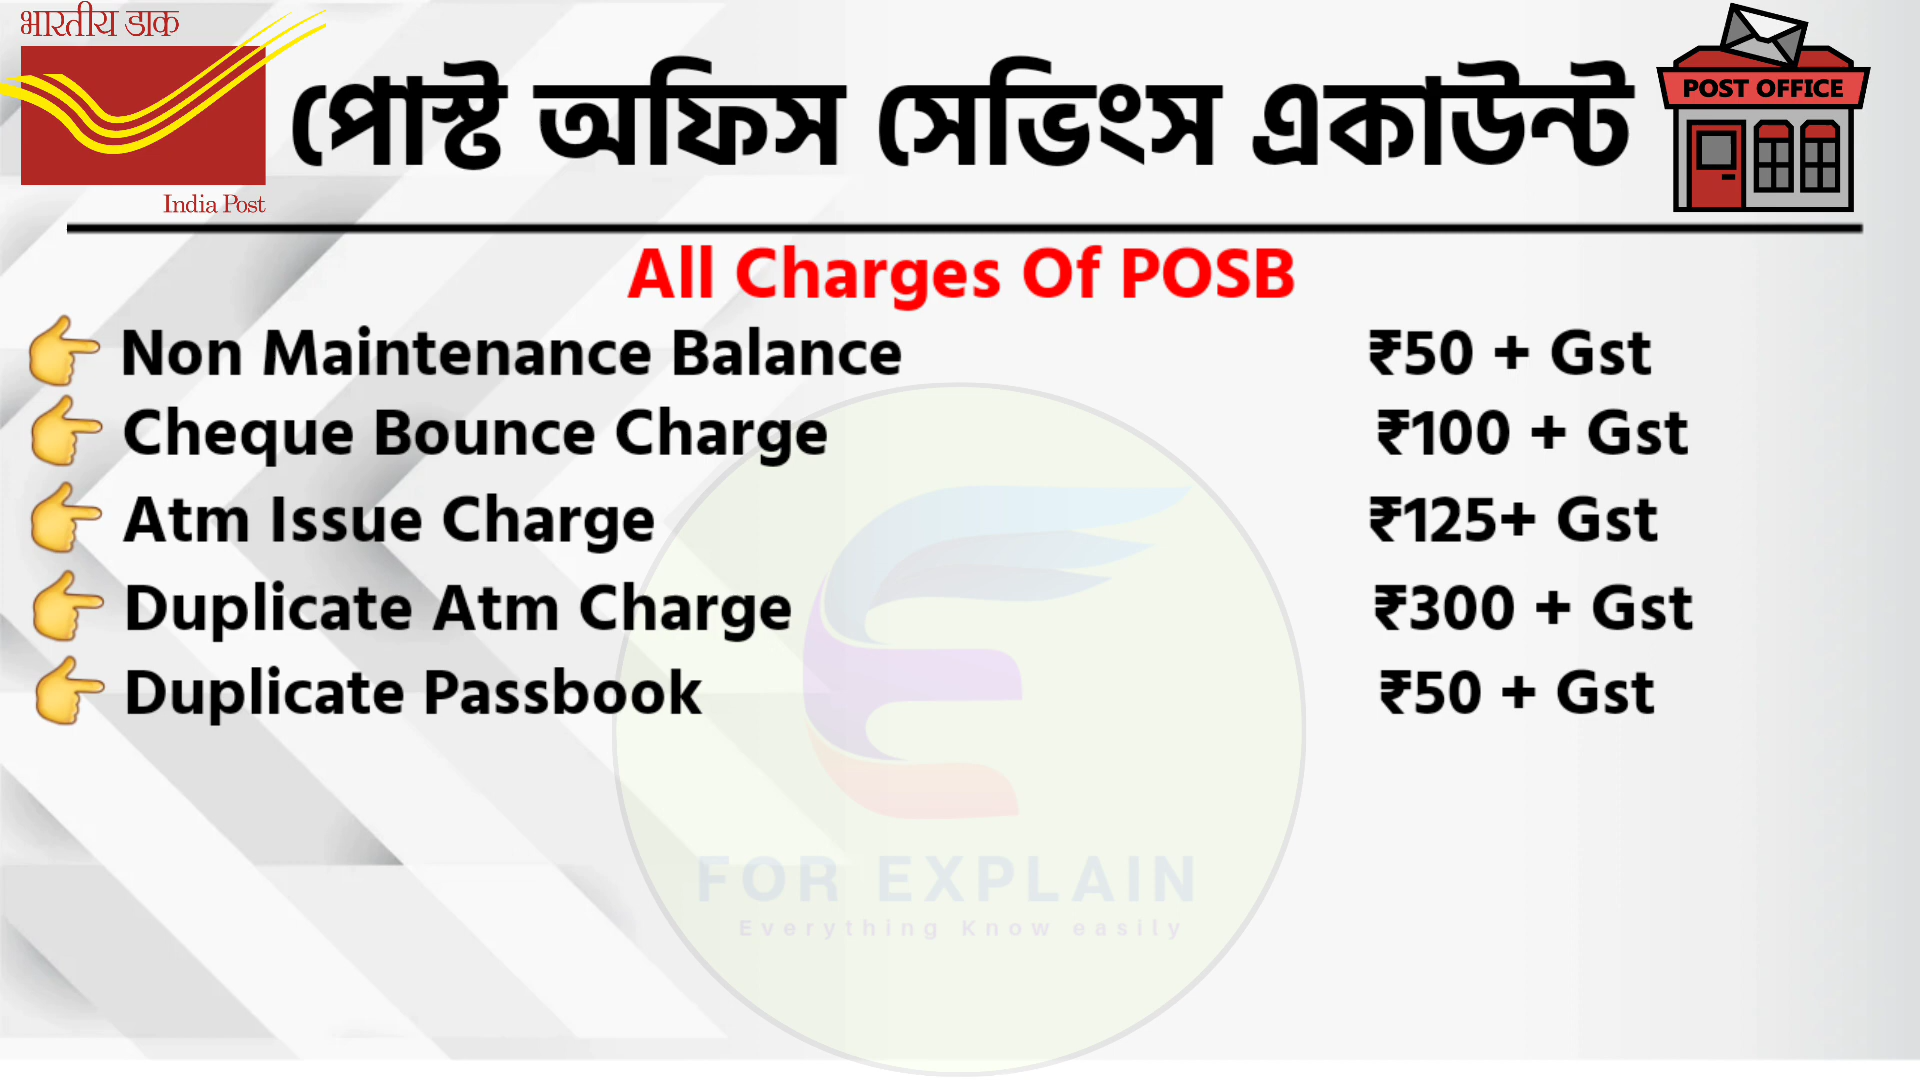 भारतीय डाक
India Post
পোস্ট অফিস সেভিংস একাউন্ট
POST OFFICE
All Charges Of POSB
👉 Non Maintenance Balance ₹50 + Gst
👉 Cheque Bounce Charge ₹100 + Gst
👉 Atm Issue Charge ₹125+ Gst
👉 Duplicate Atm Charge ₹300 + Gst
👉 Duplicate Passbook ₹50 + Gst
FOR EXPLAIN
Everything Know easily